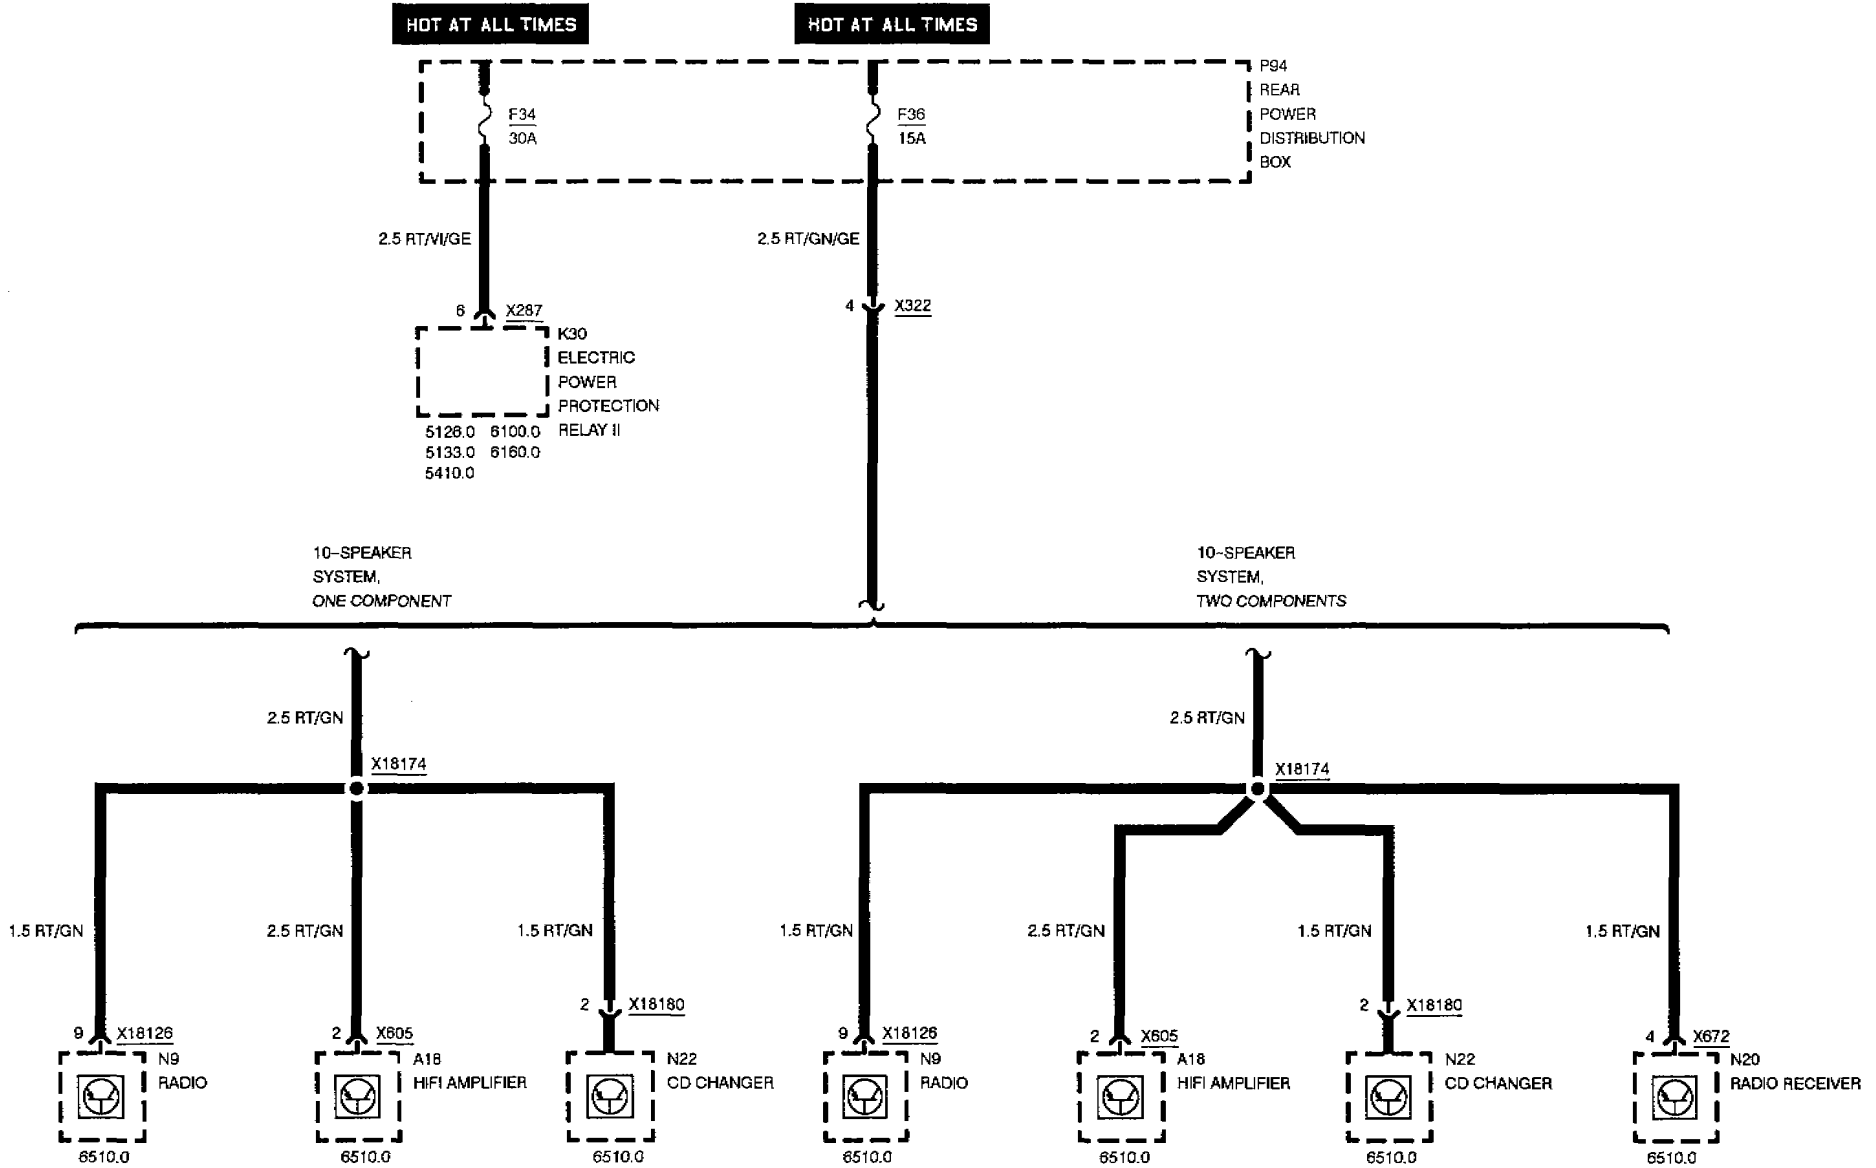 HOT AT ALL TIMES
HOT AT ALL TIMES
P94
REAR
POWER
DISTRIBUTION
BOX
F34
30A
F36
15A
2.5 RT/VI/GE
2.5 RT/GN/GE
6 X287
4 X322
K30
ELECTRIC
POWER
PROTECTION
RELAY II
5126.0 6100.0
5133.0 6160.0
5410.0
10-SPEAKER
SYSTEM,
ONE COMPONENT
10-SPEAKER
SYSTEM,
TWO COMPONENTS
2.5 RT/GN
2.5 RT/GN
X18174
X18174
1.5 RT/GN
2.5 RT/GN
1.5 RT/GN
1.5 RT/GN
2.5 RT/GN
1.5 RT/GN
1.5 RT/GN
9 X18126
2 X605
2 X18180
9 X18126
2 X605
2 X18180
4 X672
N9
RADIO
A18
HIFI AMPLIFIER
N22
CD CHANGER
N9
RADIO
A18
HIFI AMPLIFIER
N22
CD CHANGER
N20
RADIO RECEIVER
6510.0
6510.0
6510.0
6510.0
6510.0
6510.0
6510.0